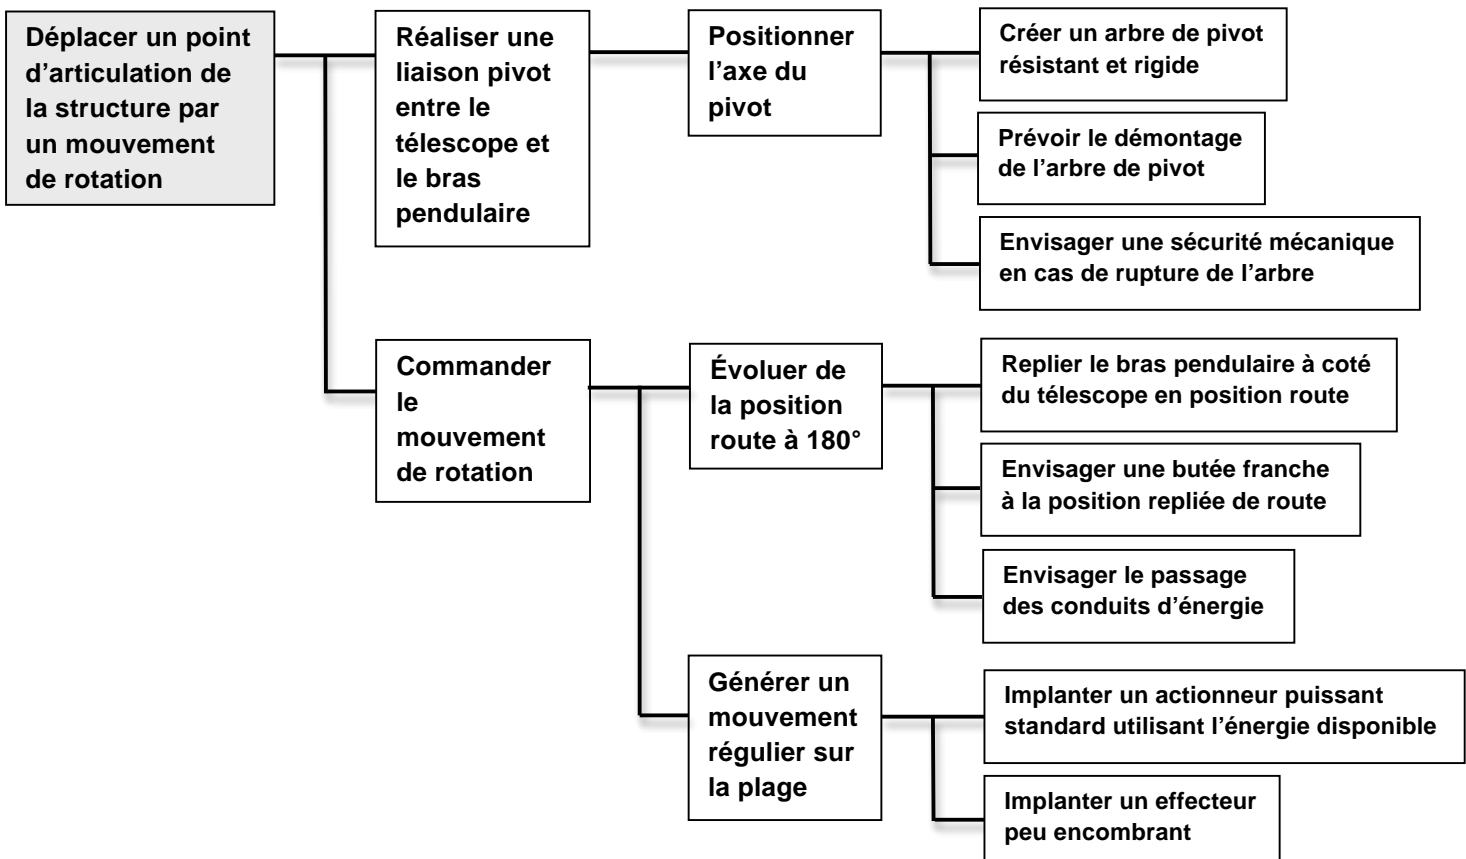 Déplacer un point
d’articulation de
la structure par
un mouvement
de rotation
Réaliser une
liaison pivot
entre le
télescope et
le bras
pendulaire
Positionner
l’axe du
pivot
Créer un arbre de pivot
résistant et rigide
Prévoir le démontage
de l’arbre de pivot
Envisager une sécurité mécanique
en cas de rupture de l’arbre
Commander
le
mouvement
de rotation
Évoluer de
la position
route à 180°
Replier le bras pendulaire à coté
du télescope en position route
Envisager une butée franche
à la position repliée de route
Envisager le passage
des conduits d’énergie
Générer un
mouvement
régulier sur
la plage
Implanter un actionneur puissant
standard utilisant l’énergie disponible
Implanter un effecteur
peu encombrant